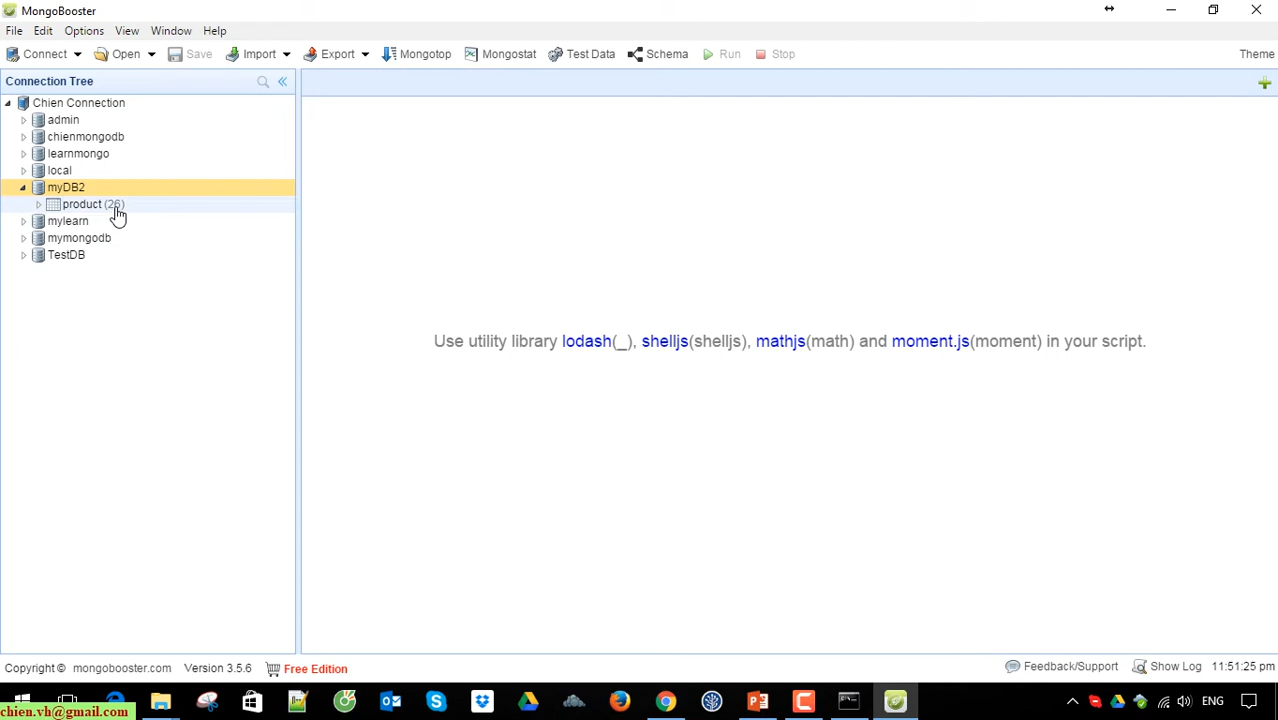 MongoBooster
File Edit Options View Window Help
Connect Open Save Import Export Mongotop Mongostat Test Data Schema Run Stop Theme
Connection Tree
Chien Connection
admin
chienmongodb
learnmongo
local
myDB2
product (26)
mylearn
mymongodb
TestDB
Use utility library lodash(_), shelljs(shelljs), mathjs(math) and moment.js(moment) in your script.
Copyright © mongobooster.com Version 3.5.6 Free Edition Feedback/Support Show Log 11:51:25 pm
ENG
chien.vh@gmail.com